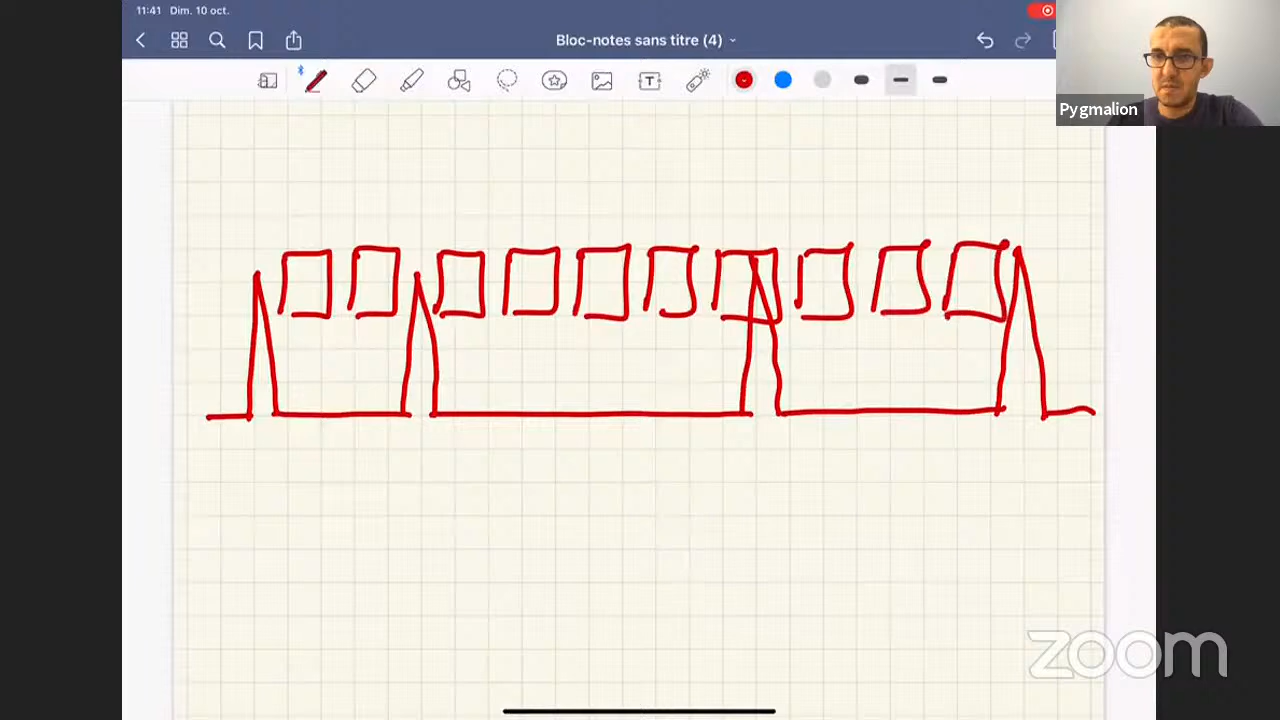 11:41 Dim. 10 oct.
Bloc-notes sans titre (4)
T
Pygmalion
zoom